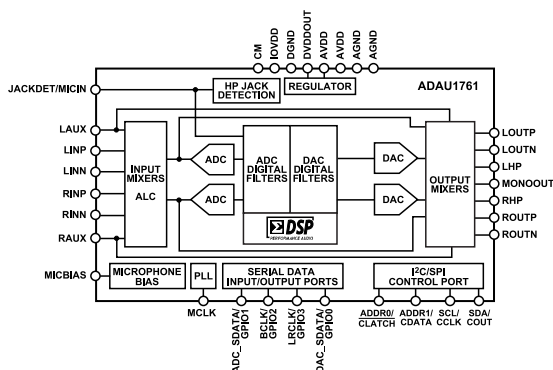 CM
IOVDD
DGND
DVDDOUT
AVDD
AVDD
AGND
AGND
ADAU1761
JACKDET/MICIN
HP JACK
DETECTION
REGULATOR
LAUX
LINP
LINN
RINP
RINN
RAUX
INPUT
MIXERS
ALC
ADC
ADC
ADC
DIGITAL
FILTERS
DAC
DIGITAL
FILTERS
ΣDSP
PERFORMANCE AUDIO
DAC
DAC
OUTPUT
MIXERS
LOUTP
LOUTN
LHP
MONOOUT
RHP
ROUTP
ROUTN
MICBIAS
MICROPHONE
BIAS
PLL
SERIAL DATA
INPUT/OUTPUT PORTS
I²C/SPI
CONTROL PORT
MCLK
ADC_SDATA/
GPIO1
BCLK/
GPIO2
LRCLK/
GPIO3
DAC_SDATA/
GPIO0
ADDR0/
CLATCH
ADDR1/
CDATA
SCL/
CCLK
SDA/
COUT